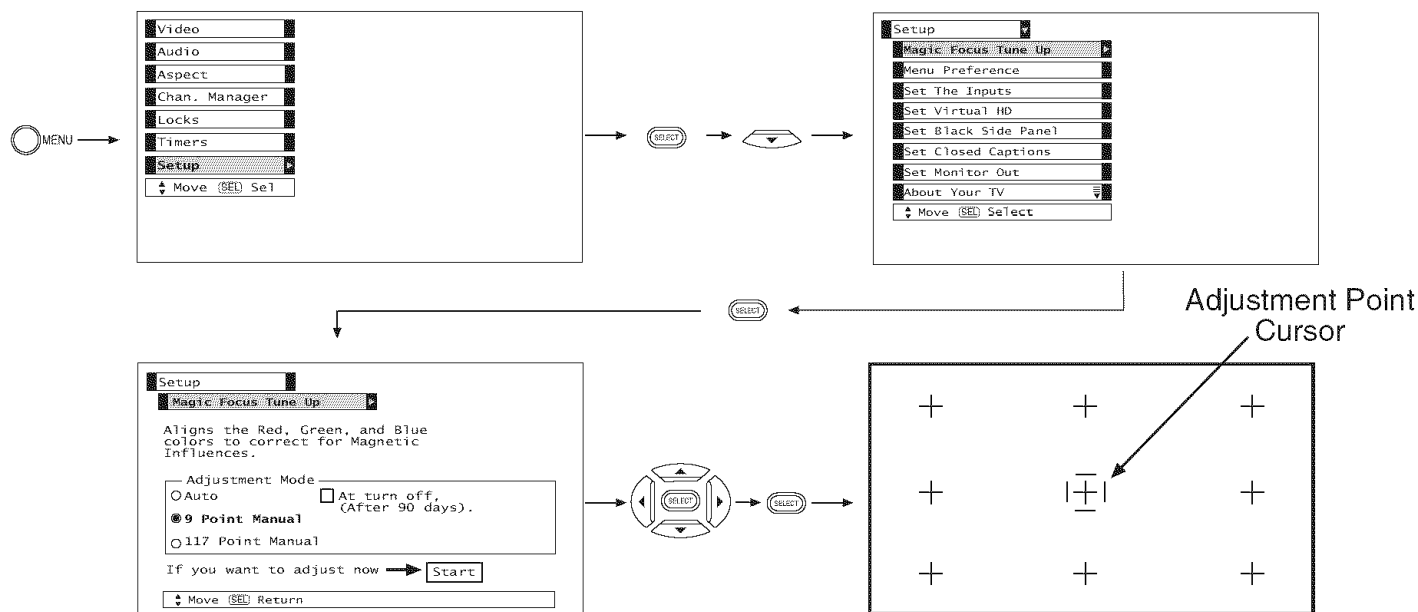 MENU
Video
Audio
Aspect
Chan. Manager
Locks
Timers
Setup
Move SEL Sel
SELECT
Setup
Magic Focus Tune Up
Menu Preference
Set The Inputs
Set Virtual HD
Set Black Side Panel
Set Closed Captions
Set Monitor Out
About Your TV
Move SEL Select
SELECT
Adjustment Point
Cursor
Setup
Magic Focus Tune Up
Aligns the Red, Green, and Blue
colors to correct for Magnetic
Influences.
Adjustment Mode
Auto
At turn off,
(After 90 days).
9 Point Manual
117 Point Manual
If you want to adjust now Start
Move SEL Return
SELECT
SELECT